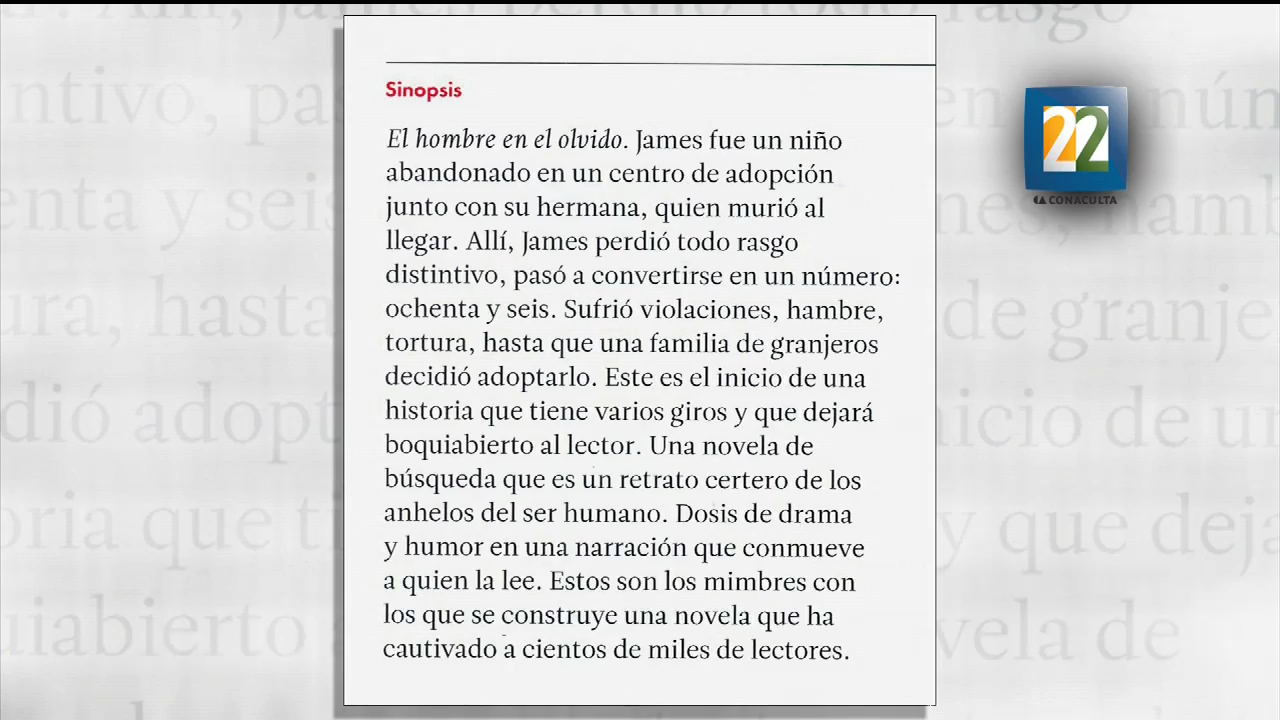 Sinopsis
El hombre en el olvido. James fue un niño
abandonado en un centro de adopción
junto con su hermana, quien murió al
llegar. Allí, James perdió todo rasgo
distintivo, pasó a convertirse en un número:
ochenta y seis. Sufrió violaciones, hambre,
tortura, hasta que una familia de granjeros
decidió adoptarlo. Este es el inicio de una
historia que tiene varios giros y que dejará
boquiabierto al lector. Una novela de
búsqueda que es un retrato certero de los
anhelos del ser humano. Dosis de drama
y humor en una narración que conmueve
a quien la lee. Estos son los mimbres con
los que se construye una novela que ha
cautivado a cientos de miles de lectores.
22
CONACULTA